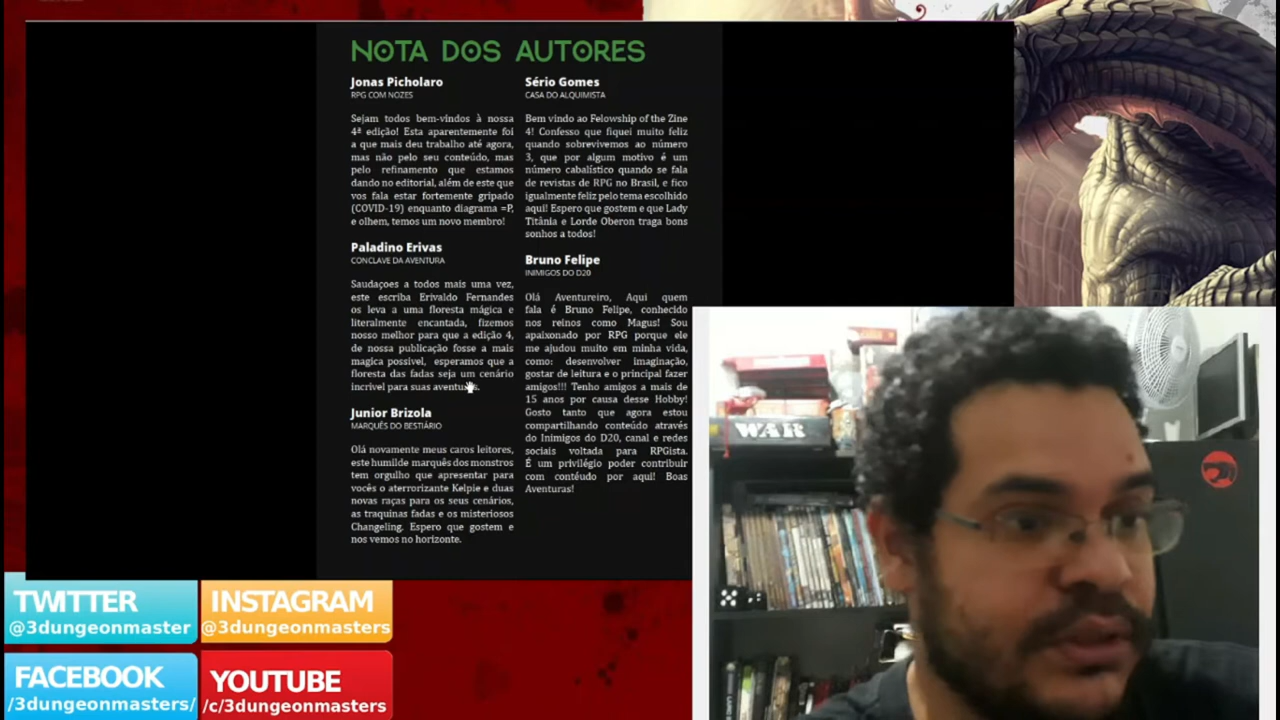 NOTA DOS AUTORES
Jonas Picholaro
RPG COM NOZES
Sejam todos bem-vindos à nossa
4ª edição! Esta aparentemente foi
a que mais deu trabalho até agora,
mas não pelo seu conteúdo, mas
pelo refinamento que estamos
dando no editorial, além de este que
vos fala estar fortemente gripado
(COVID-19) enquanto diagrama =P,
e olhem, temos um novo membro!
Paladino Erivas
CONCLAVE DA AVENTURA
Saudaçoes a todos mais uma vez,
este escriba Erivaldo Fernandes
os leva a uma floresta mágica e
literalmente encantada, fizemos
nosso melhor para que a edição 4,
de nossa publicação fosse a mais
magica possível, esperamos que a
floresta das fadas seja um cenário
incrivel para suas aventuras.
Junior Brizola
MARQUÊS DO BESTIÁRIO
Olá novamente meus caros leitores,
este humilde marquês dos monstros
tem orgulho que apresentar para
vocês o aterrorizante Kelpie e duas
novas raças para os seus cenários,
as traquinas fadas e os misteriosos
Changeling. Espero que gostem e
nos vemos no horizonte.
Sério Gomes
CASA DO ALQUIMISTA
Bem vindo ao Felowship of the Zine
4! Confesso que fiquei muito feliz
quando sobrevivemos ao número
3, que por algum motivo é um
número cabalístico quando se fala
de revistas de RPG no Brasil, e fico
igualmente feliz pelo tema escolhido
aqui! Espero que gostem e que Lady
Titânia e Lorde Oberon traga bons
sonhos a todos!
Bruno Felipe
INIMIGOS DO D20
Olá Aventureiro, Aqui quem
fala é Bruno Felipe, conhecido
nos reinos como Magus! Sou
apaixonado por RPG porque ele
me ajudou muito em minha vida,
como: desenvolver imaginação,
gostar de leitura e o principal fazer
amigos!!! Tenho amigos a mais de
15 anos por causa desse Hobby!
Gosto tanto que agora estou
compartilhando conteúdo através
do Inimigos do D20, canal e redes
sociais voltada para RPGista.
É um privilégio poder contribuir
com contéudo por aqui! Boas
Aventuras!
WAR
TWITTER
@3dungeonmaster
INSTAGRAM
@3dungeonmasters
FACEBOOK
/3dungeonmasters/
YOUTUBE
/c/3dungeonmasters